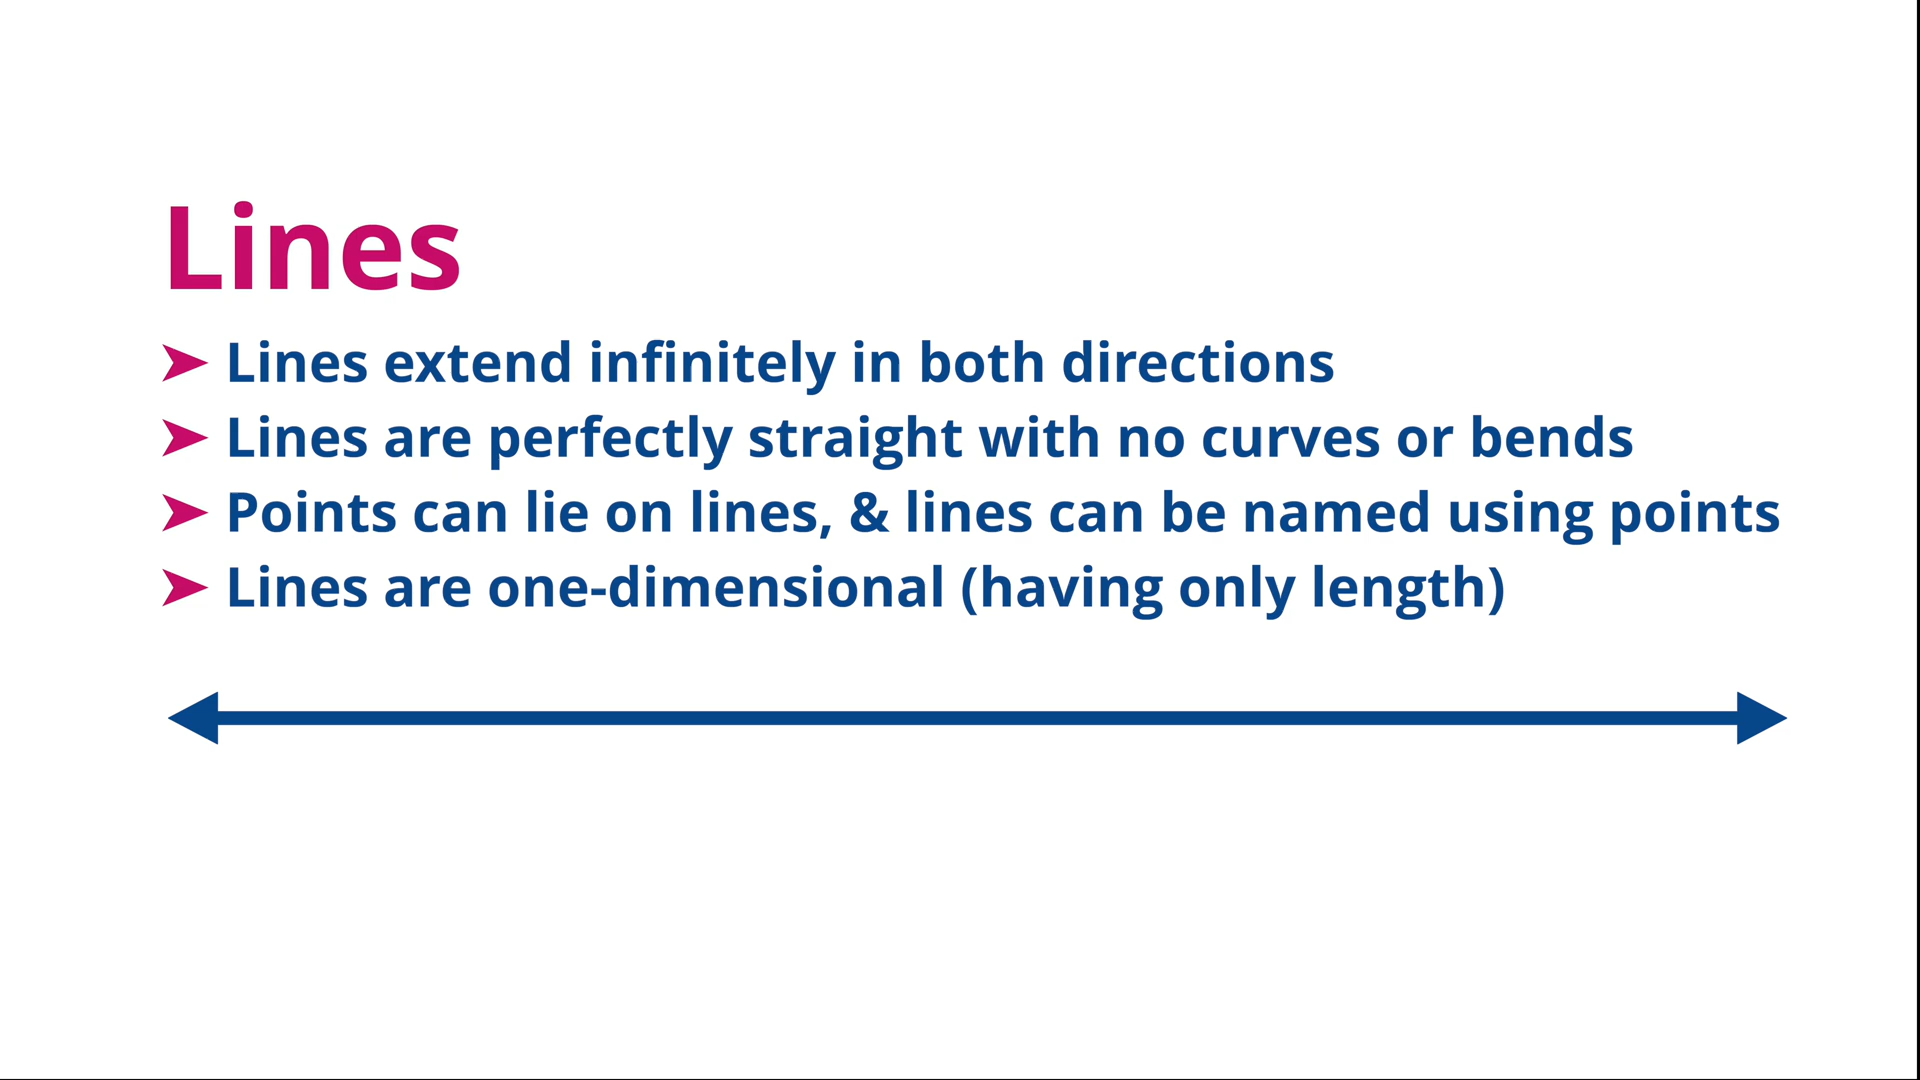 Lines
➤ Lines extend infinitely in both directions
➤ Lines are perfectly straight with no curves or bends
➤ Points can lie on lines, & lines can be named using points
➤ Lines are one-dimensional (having only length)